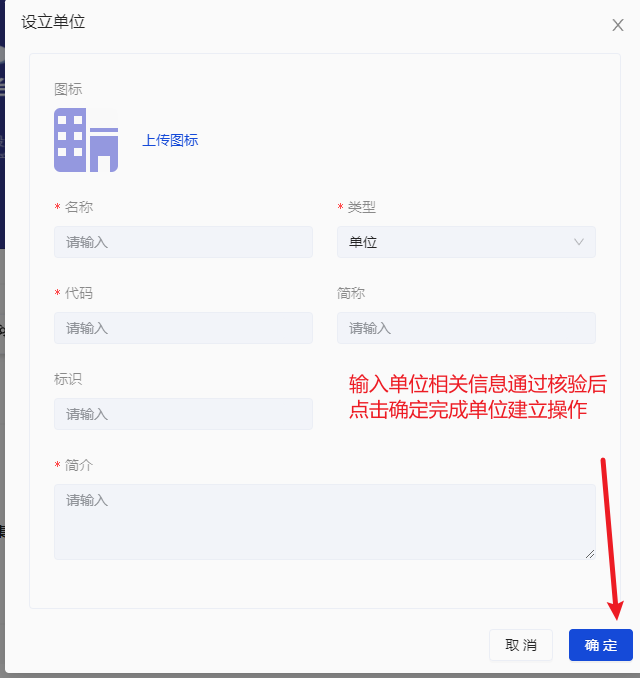 设立单位
图标
上传图标
* 名称
* 类型
请输入
单位
* 代码
简称
请输入
请输入
标识
请输入
输入单位相关信息通过核验后
点击确定完成单位建立操作
* 简介
请输入
取 消
确 定